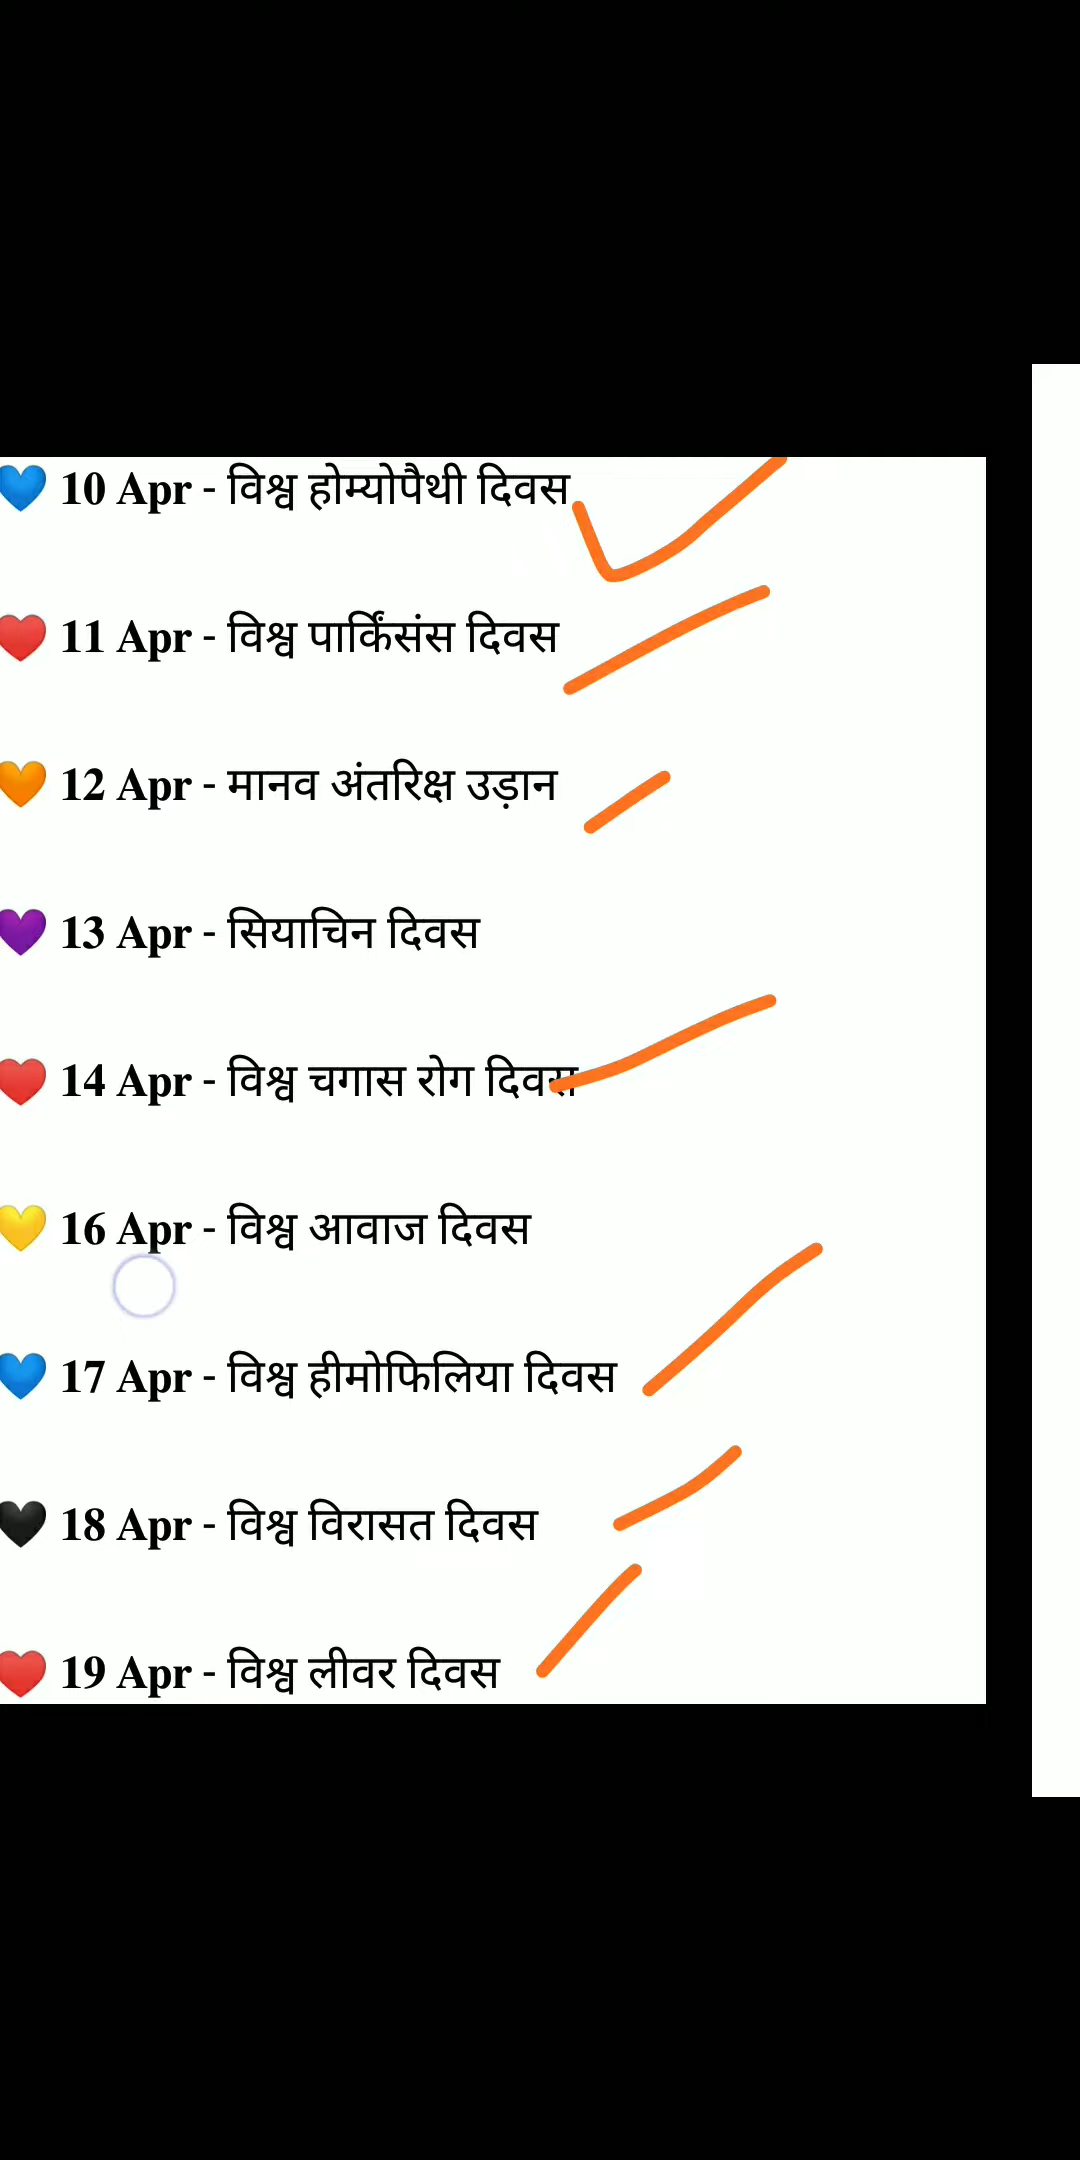 💙 10 Apr - विश्व होम्योपैथी दिवस
❤️ 11 Apr - विश्व पार्किंसंस दिवस
🧡 12 Apr - मानव अंतरिक्ष उड़ान
💜 13 Apr - सियाचिन दिवस
❤️ 14 Apr - विश्व चगास रोग दिवस
💛 16 Apr - विश्व आवाज दिवस
💙 17 Apr - विश्व हीमोफिलिया दिवस
🖤 18 Apr - विश्व विरासत दिवस
❤️ 19 Apr - विश्व लीवर दिवस